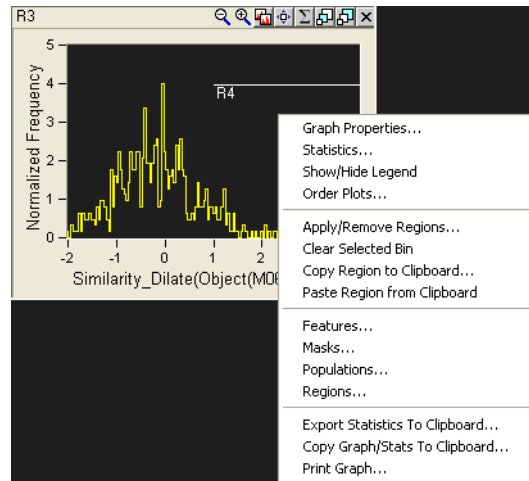 R3
5
4
3
2
1
0
Normalized Frequency
R4
-2
-1
0
1
2
Similarity_Dilate(Object(M06
Graph Properties...
Statistics...
Show/Hide Legend
Order Plots...
Apply/Remove Regions...
Clear Selected Bin
Copy Region to Clipboard...
Paste Region from Clipboard
Features...
Masks...
Populations...
Regions...
Export Statistics To Clipboard...
Copy Graph/Stats To Clipboard...
Print Graph...